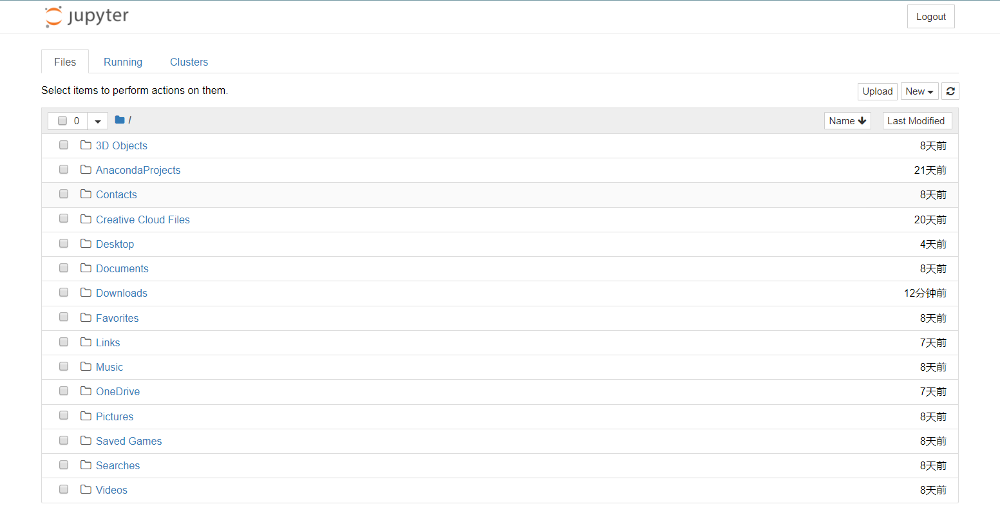 jupyter Logout
Files Running Clusters
Select items to perform actions on them. Upload New
0 / Name Last Modified
3D Objects 8天前
AnacondaProjects 21天前
Contacts 8天前
Creative Cloud Files 20天前
Desktop 4天前
Documents 8天前
Downloads 12分钟前
Favorites 8天前
Links 7天前
Music 8天前
OneDrive 7天前
Pictures 8天前
Saved Games 8天前
Searches 8天前
Videos 8天前